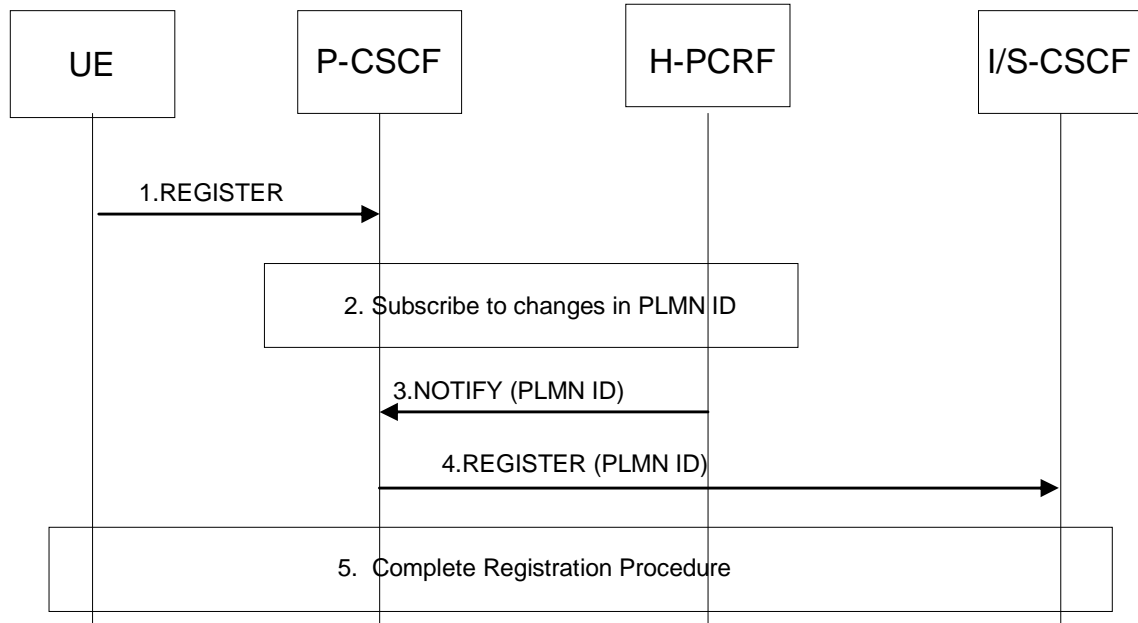 UE
P-CSCF
H-PCRF
I/S-CSCF
1.REGISTER
2. Subscribe to changes in PLMN ID
3.NOTIFY (PLMN ID)
4.REGISTER (PLMN ID)
5. Complete Registration Procedure